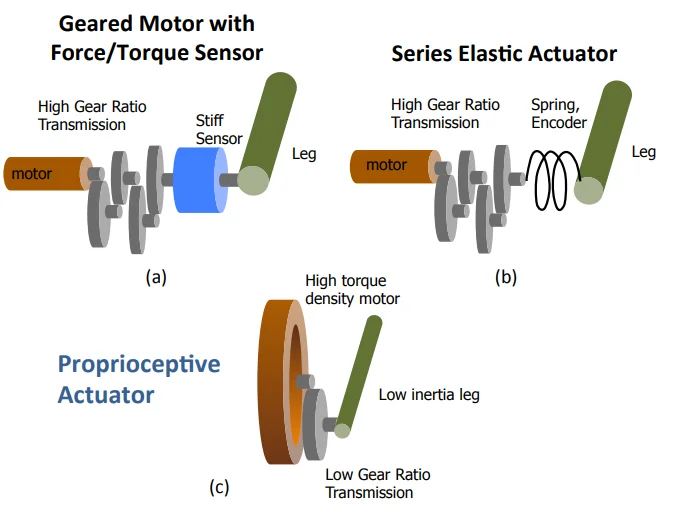 Geared Motor with
Force/Torque Sensor
High Gear Ratio
Transmission
Stiff
Sensor
motor
Leg
(a)
Series Elastic Actuator
High Gear Ratio
Transmission
Spring,
Encoder
motor
Leg
(b)
High torque
density motor
Proprioceptive
Actuator
Low inertia leg
Low Gear Ratio
Transmission
(c)